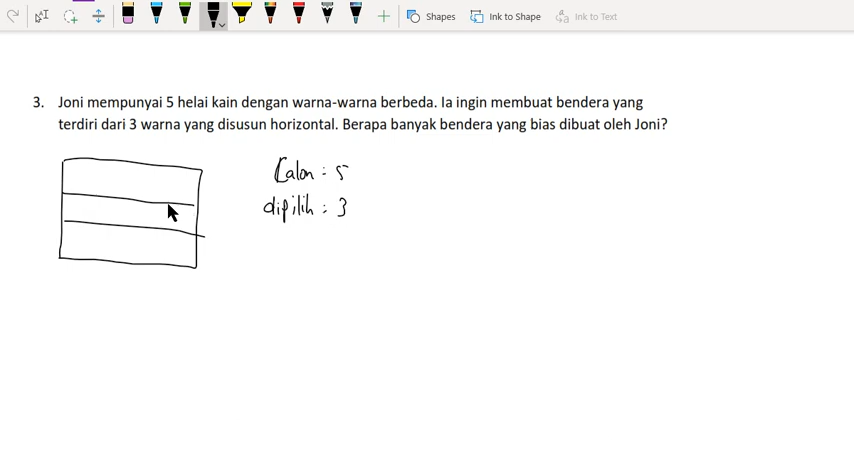 Shapes Ink to Shape Ink to Text
3. Joni mempunyai 5 helai kain dengan warna-warna berbeda. Ia ingin membuat bendera yang
terdiri dari 3 warna yang disusun horizontal. Berapa banyak bendera yang bias dibuat oleh Joni?
Calon : 5
dipilih : 3